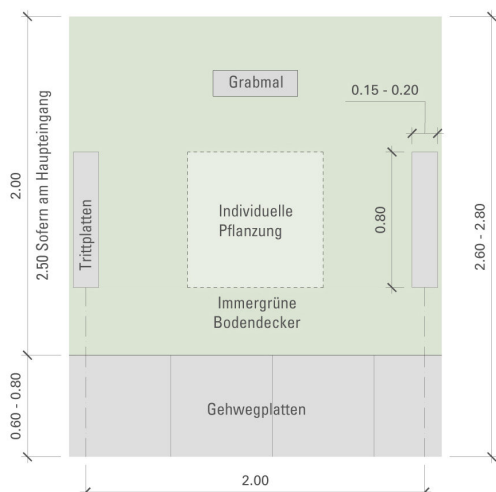 Grabmal
0.15 - 0.20
2.00
2.50 Sofern am Haupteingang
Trittplatten
Individuelle
Pflanzung
0.80
2.60 - 2.80
Immergrüne
Bodendecker
0.60 - 0.80
Gehwegplatten
2.00